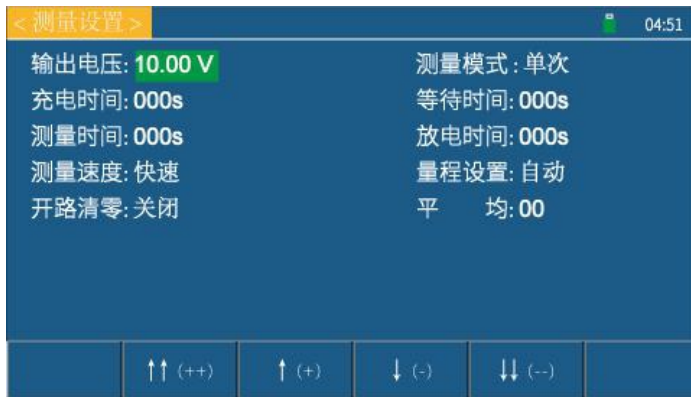 <测量设置> 04:51
输出电压: 10.00 V 测量模式: 单次
充电时间: 000s 等待时间: 000s
测量时间: 000s 放电时间: 000s
测量速度: 快速 量程设置: 自动
开路清零: 关闭 平 均: 00
↑↑ (++) ↑ (+) ↓ (-) ↓↓ (--)